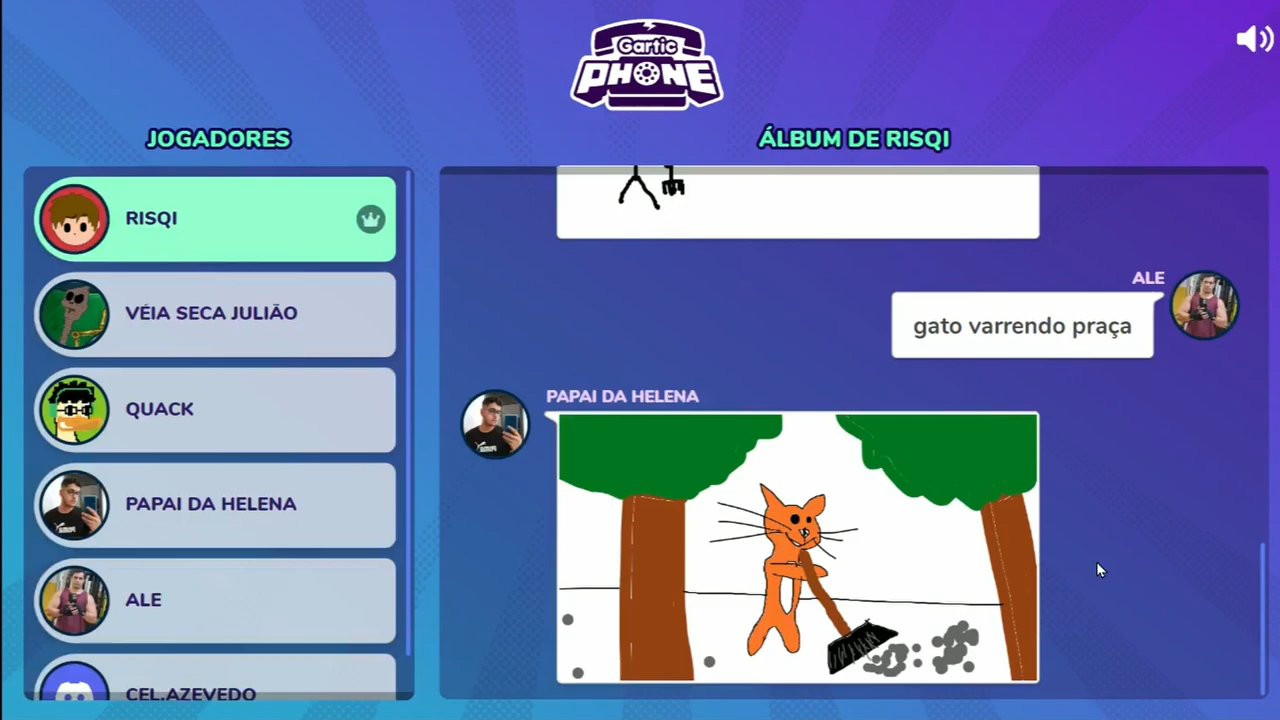 Gartic
PHONE
JOGADORES
ÁLBUM DE RISQI
RISQI
VÉIA SECA JULIÃO
QUACK
PAPAI DA HELENA
ALE
CEL.AZEVEDO
ALE
gato varrendo praça
PAPAI DA HELENA